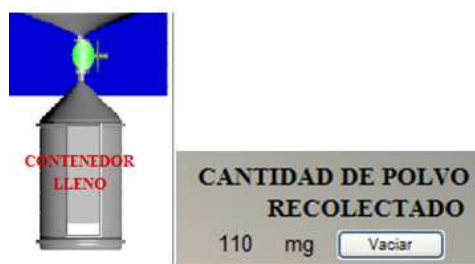 CONTENEDOR
LLENO
CANTIDAD DE POLVO
RECOLECTADO
110 mg Vaciar